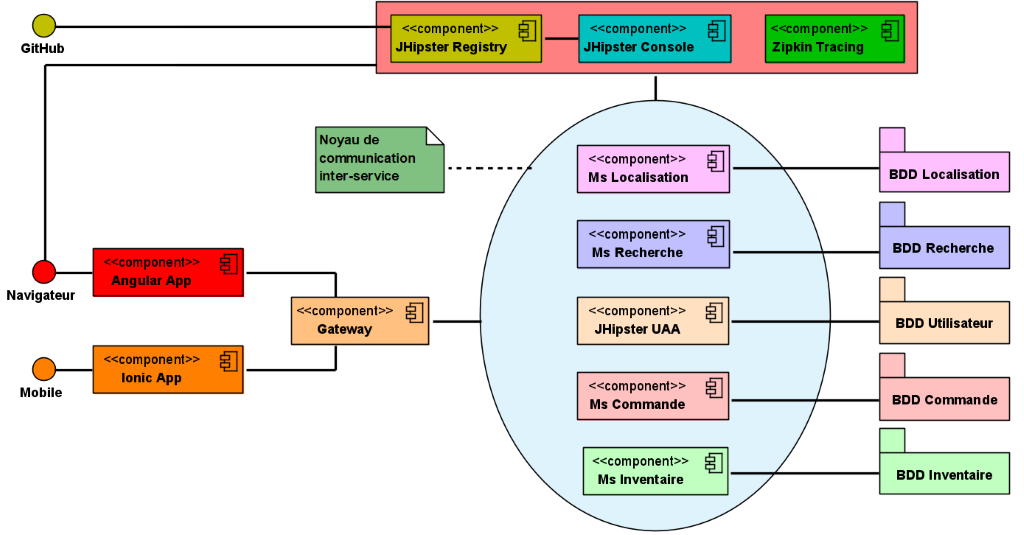 GitHub
<<component>>
JHipster Registry
<<component>>
JHipster Console
<<component>>
Zipkin Tracing
Noyau de
communication
inter-service
<<component>>
Ms Localisation
BDD Localisation
<<component>>
Ms Recherche
BDD Recherche
Navigateur
<<component>>
Angular App
<<component>>
Gateway
<<component>>
JHipster UAA
BDD Utilisateur
Mobile
<<component>>
Ionic App
<<component>>
Ms Commande
BDD Commande
<<component>>
Ms Inventaire
BDD Inventaire